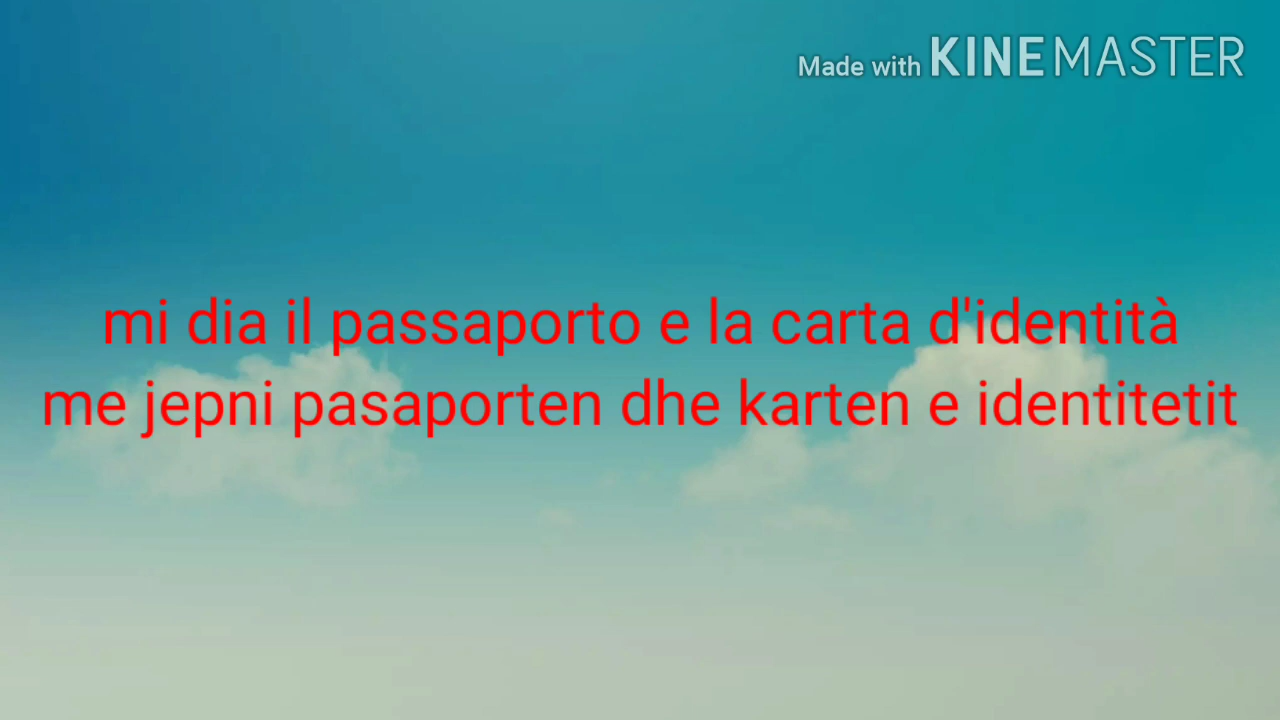 Made with KINEMASTER
mi dia il passaporto e la carta d'identità
me jepni pasaporten dhe karten e identitetit